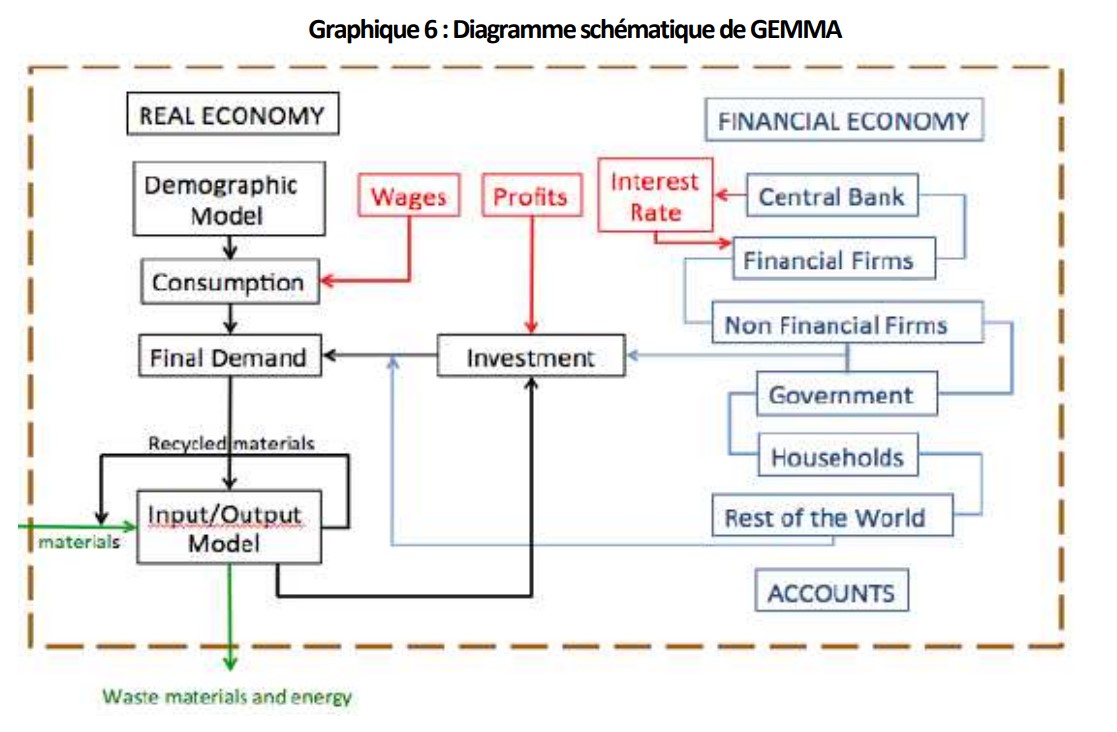 Graphique 6 : Diagramme schématique de GEMMA
REAL ECONOMY
FINANCIAL ECONOMY
Demographic
Model
Wages
Profits
Interest
Rate
Central Bank
Consumption
Financial Firms
Non Financial Firms
Final Demand
Investment
Government
Recycled materials
Households
Input/Output
Model
Rest of the World
materials
ACCOUNTS
Waste materials and energy